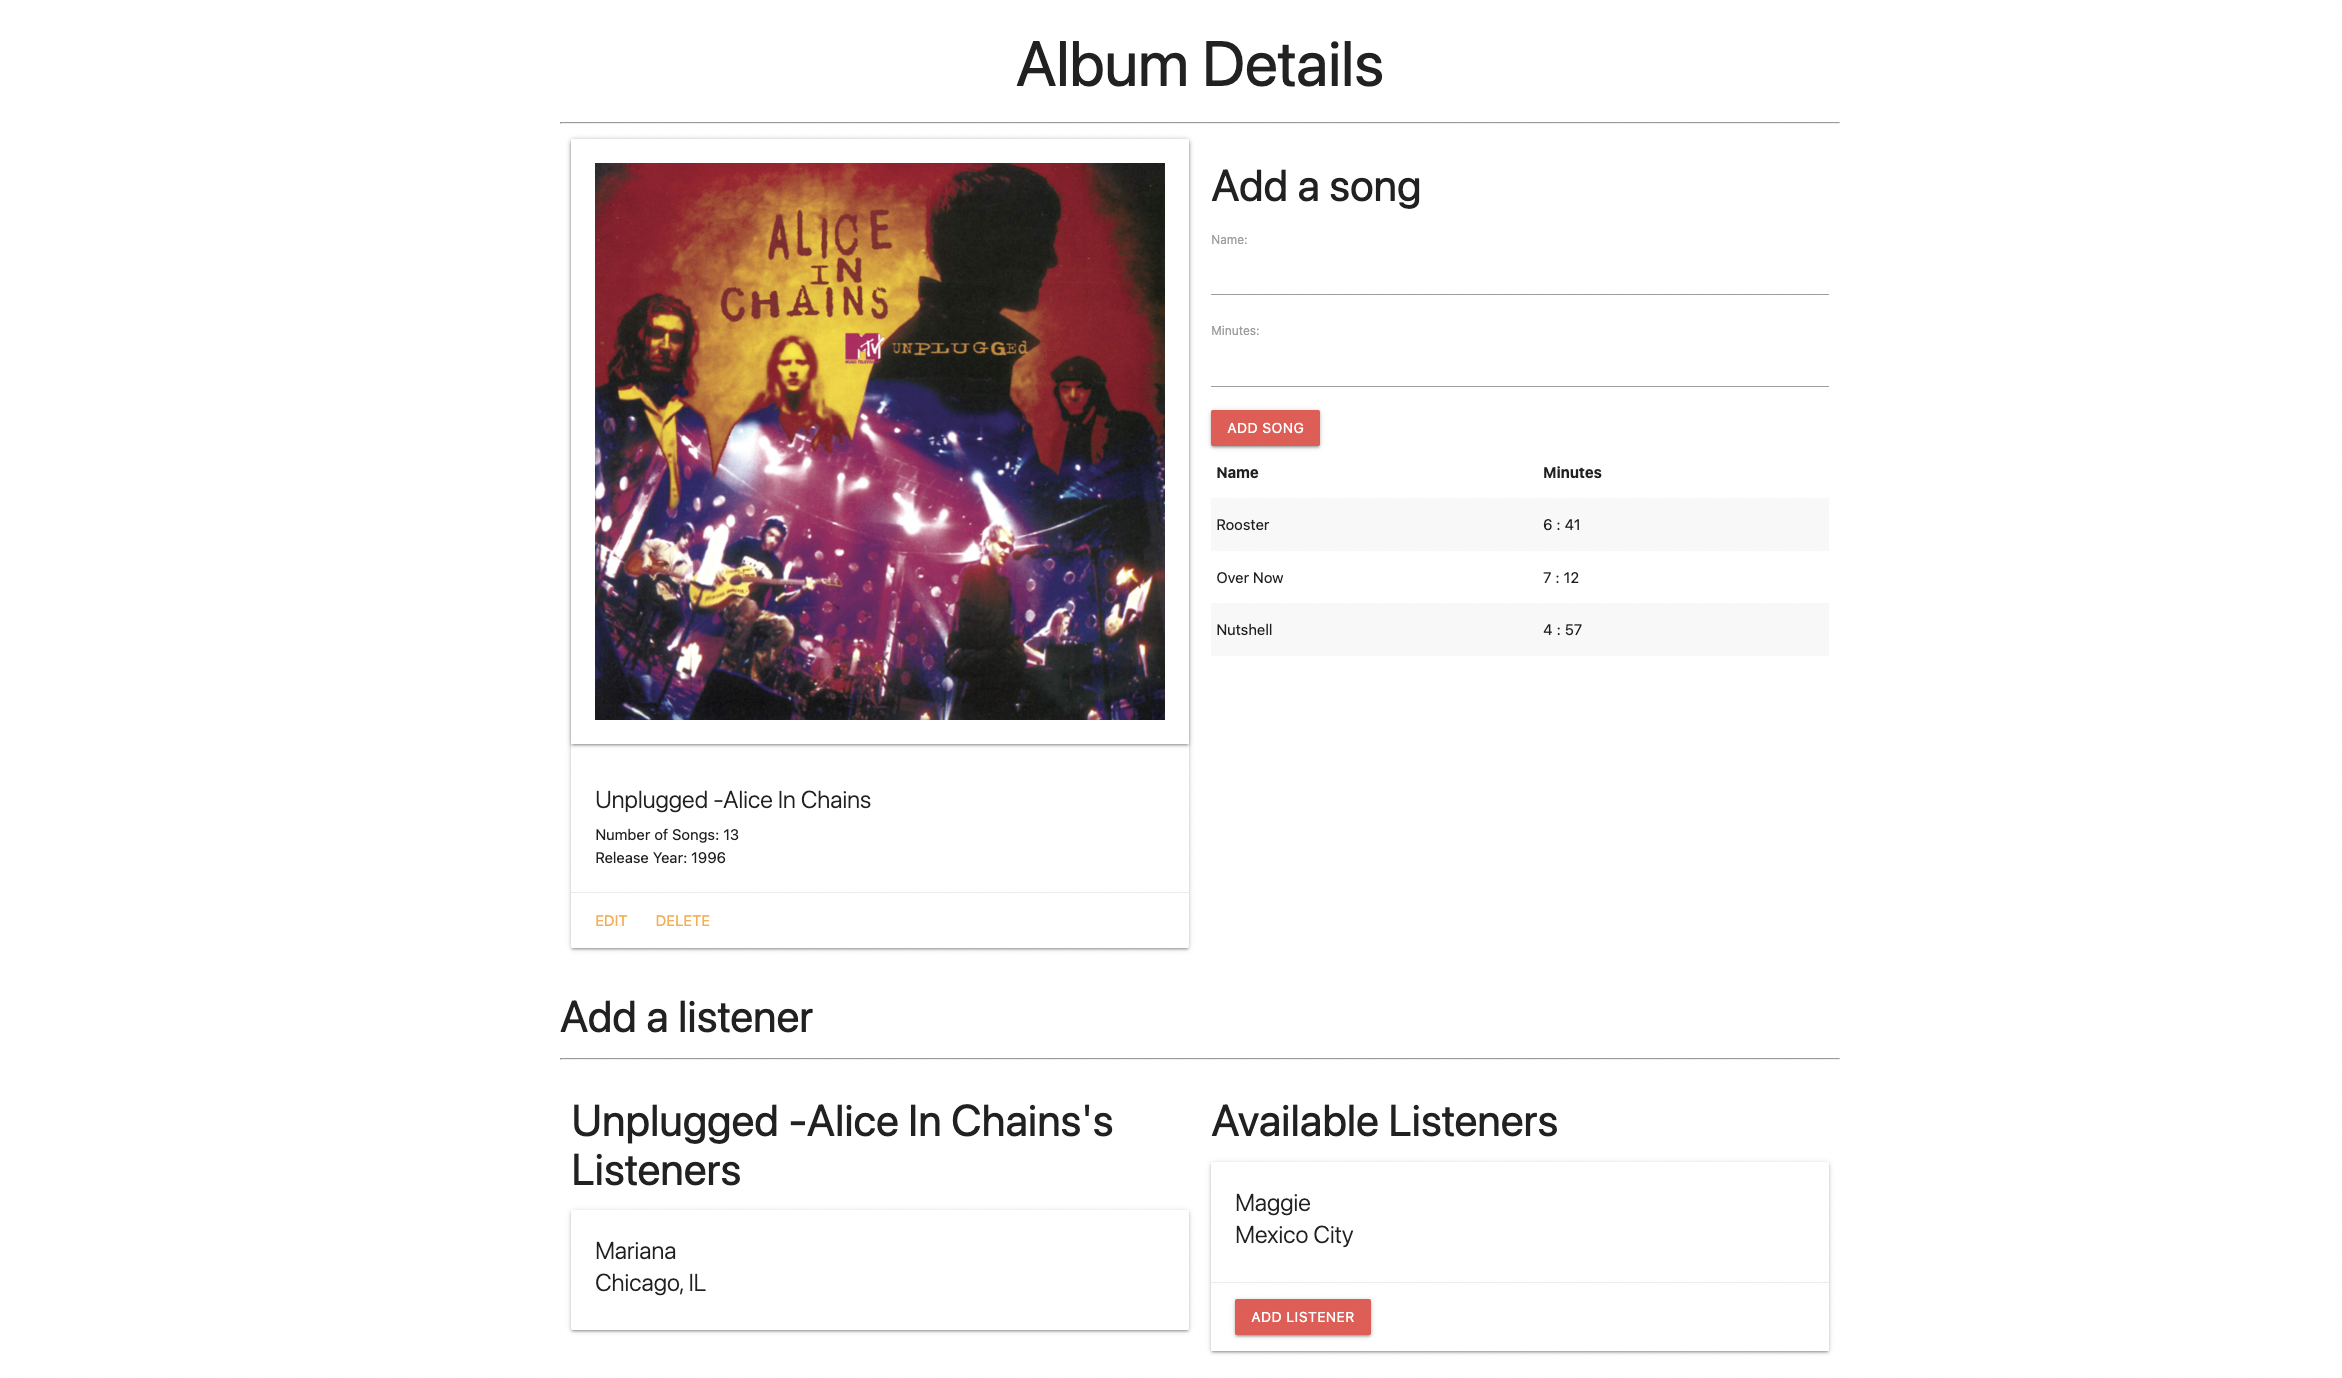 Album Details
ALICE
IN
CHAINS
MTV UNPLUGGED
Add a song
Name:
Minutes:
ADD SONG
Name Minutes
Rooster 6 : 41
Over Now 7 : 12
Nutshell 4 : 57
Unplugged -Alice In Chains
Number of Songs: 13
Release Year: 1996
EDIT DELETE
Add a listener
Unplugged -Alice In Chains's
Listeners
Mariana
Chicago, IL
Available Listeners
Maggie
Mexico City
ADD LISTENER